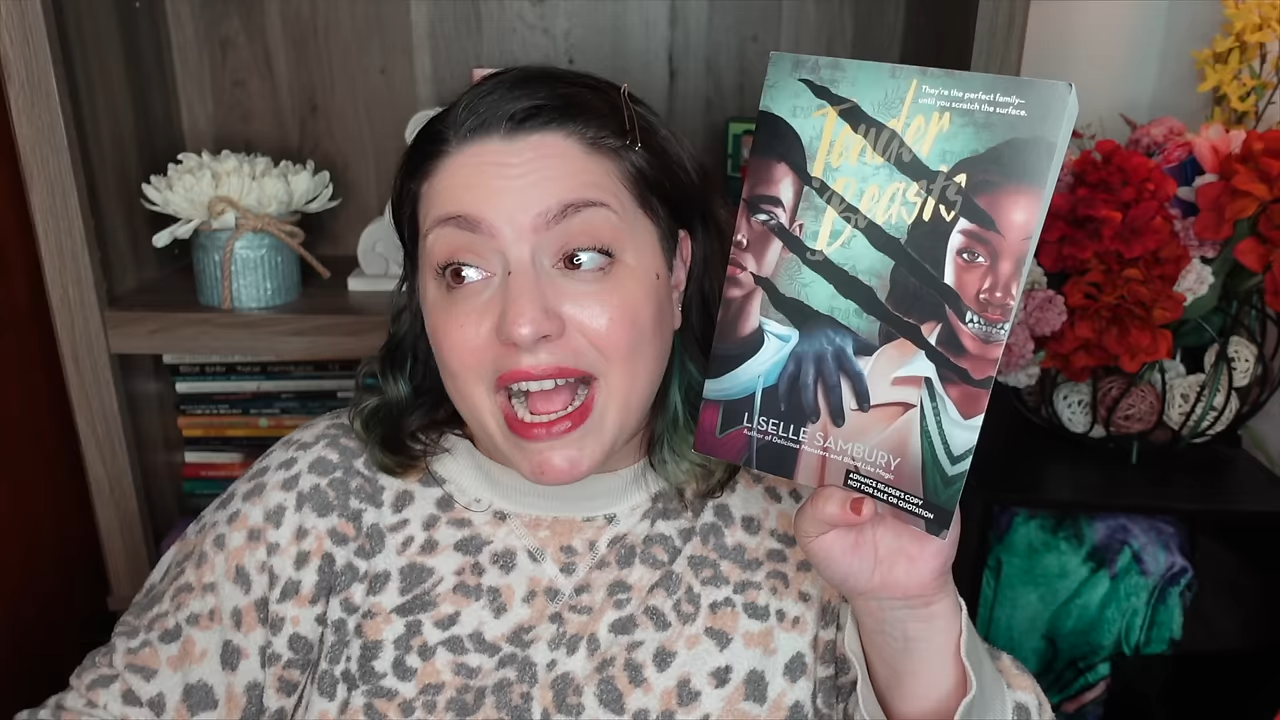 They're the perfect family—
until you scratch the surface.
Tender
Beasts
LISELLE SAMBURY
Author of Delicious Monsters and Blood Like Magic
ADVANCE READER'S COPY
NOT FOR SALE OR QUOTATION